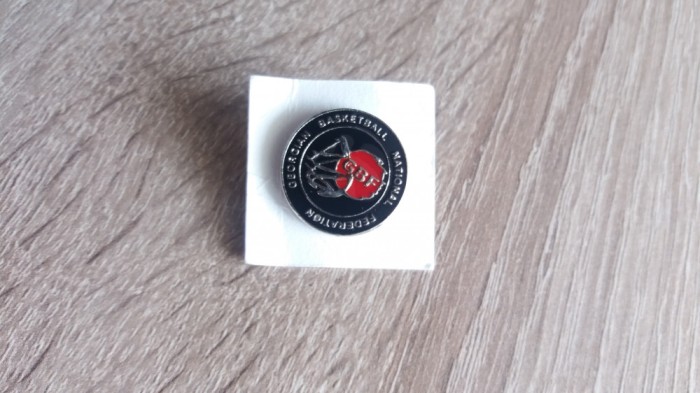 GEORGIAN BASKETBALL NATIONAL FEDERATION
GBF